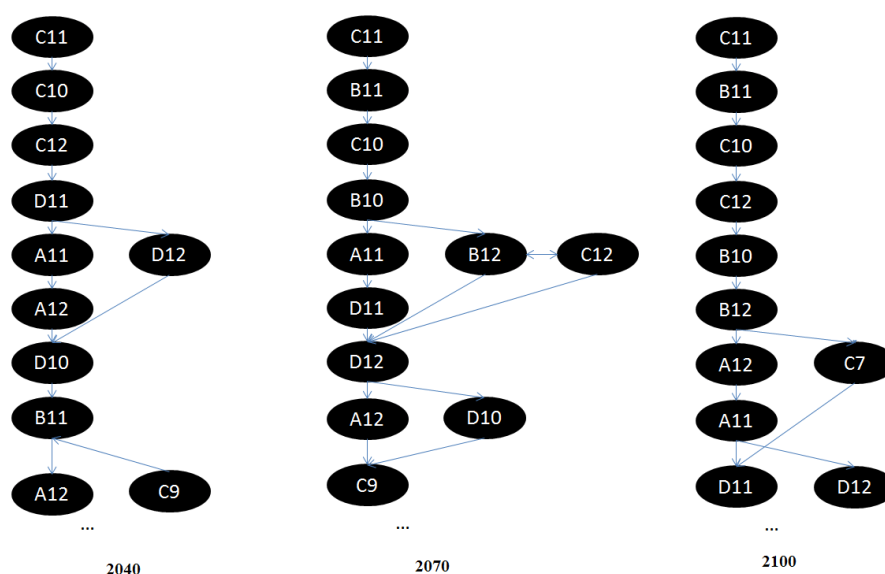 C11
C10
C12
D11
A11 D12
A12
D10
B11
A12 C9
...
2040
C11
B11
C10
B10
A11 B12 C12
D11
D12
A12 D10
C9
...
2070
C11
B11
C10
C12
B10
B12
A12 C7
A11
D11 D12
...
2100